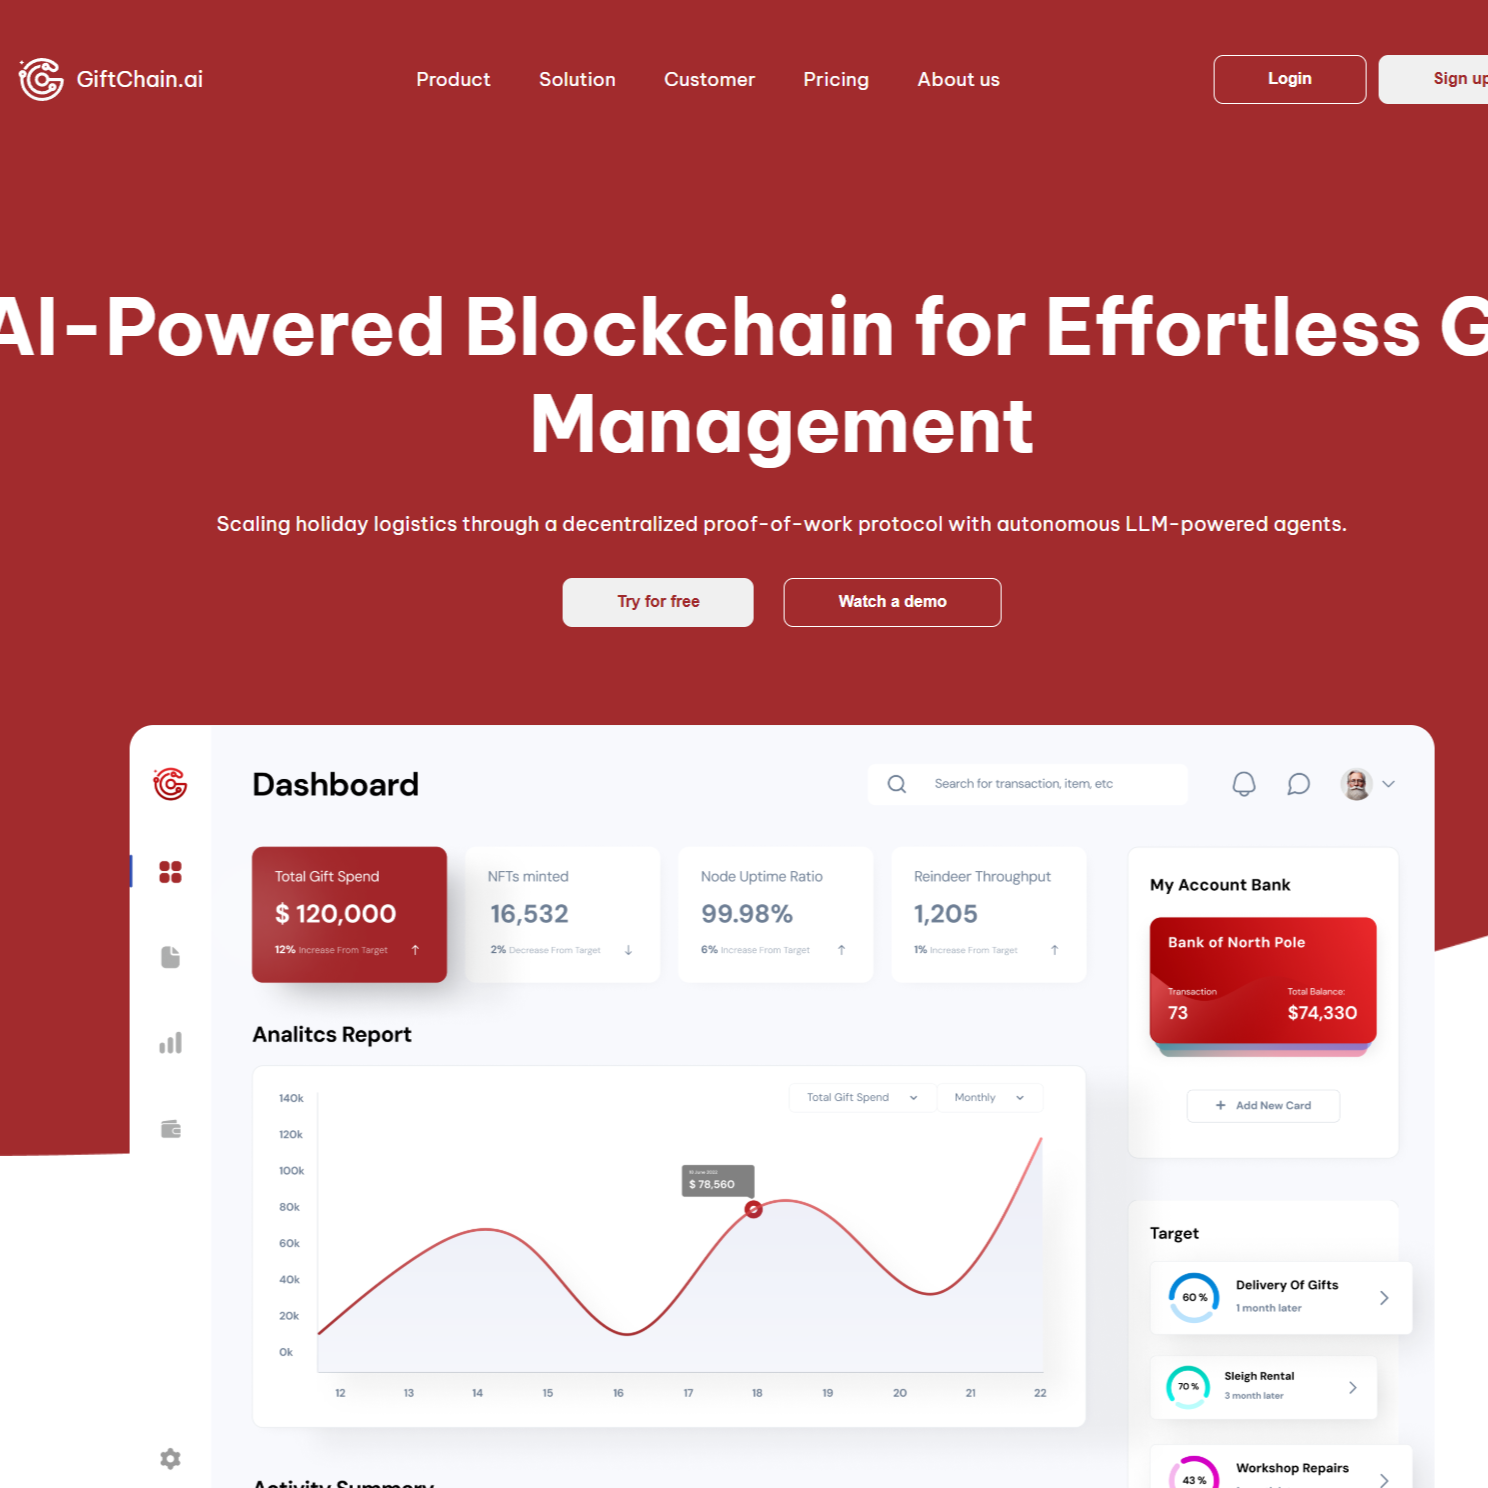 GiftChain.ai
Product Solution Customer Pricing About us
Login Sign up
AI-Powered Blockchain for Effortless G
Management
Scaling holiday logistics through a decentralized proof-of-work protocol with autonomous LLM-powered agents.
Try for free Watch a demo
Dashboard
Search for transaction, item, etc
Total Gift Spend
$ 120,000
12% Increase From Target
NFTs minted
16,532
2% Decrease From Target
Node Uptime Ratio
99.98%
6% Increase From Target
Reindeer Throughput
1,205
1% Increase From Target
My Account Bank
Bank of North Pole
Transaction Total Balance:
73 $74,330
+ Add New Card
Analitcs Report
Total Gift Spend Monthly
140k
120k
100k
80k
60k
40k
20k
0k
$ 78,560
12 13 14 15 16 17 18 19 20 21 22
Target
60 %
Delivery Of Gifts
1 month later
70 %
Sleigh Rental
3 month later
43 %
Workshop Repairs
Activity Summary